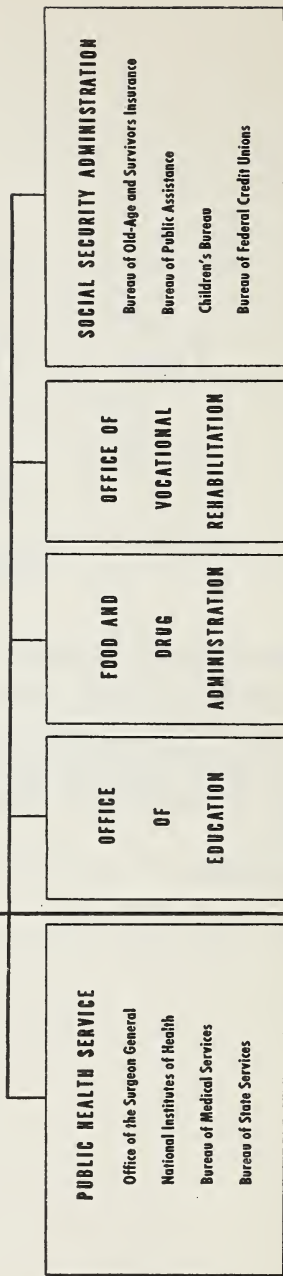 PUBLIC HEALTH SERVICE
Office of the Surgeon General
National Institutes of Health
Bureau of Medical Services
Bureau of State Services
OFFICE
OF
EDUCATION
FOOD AND
DRUG
ADMINISTRATION
OFFICE OF
VOCATIONAL
REHABILITATION
SOCIAL SECURITY ADMINISTRATION
Bureau of Old-Age and Survivors Insurance
Bureau of Public Assistance
Children's Bureau
Bureau of Federal Credit Unions